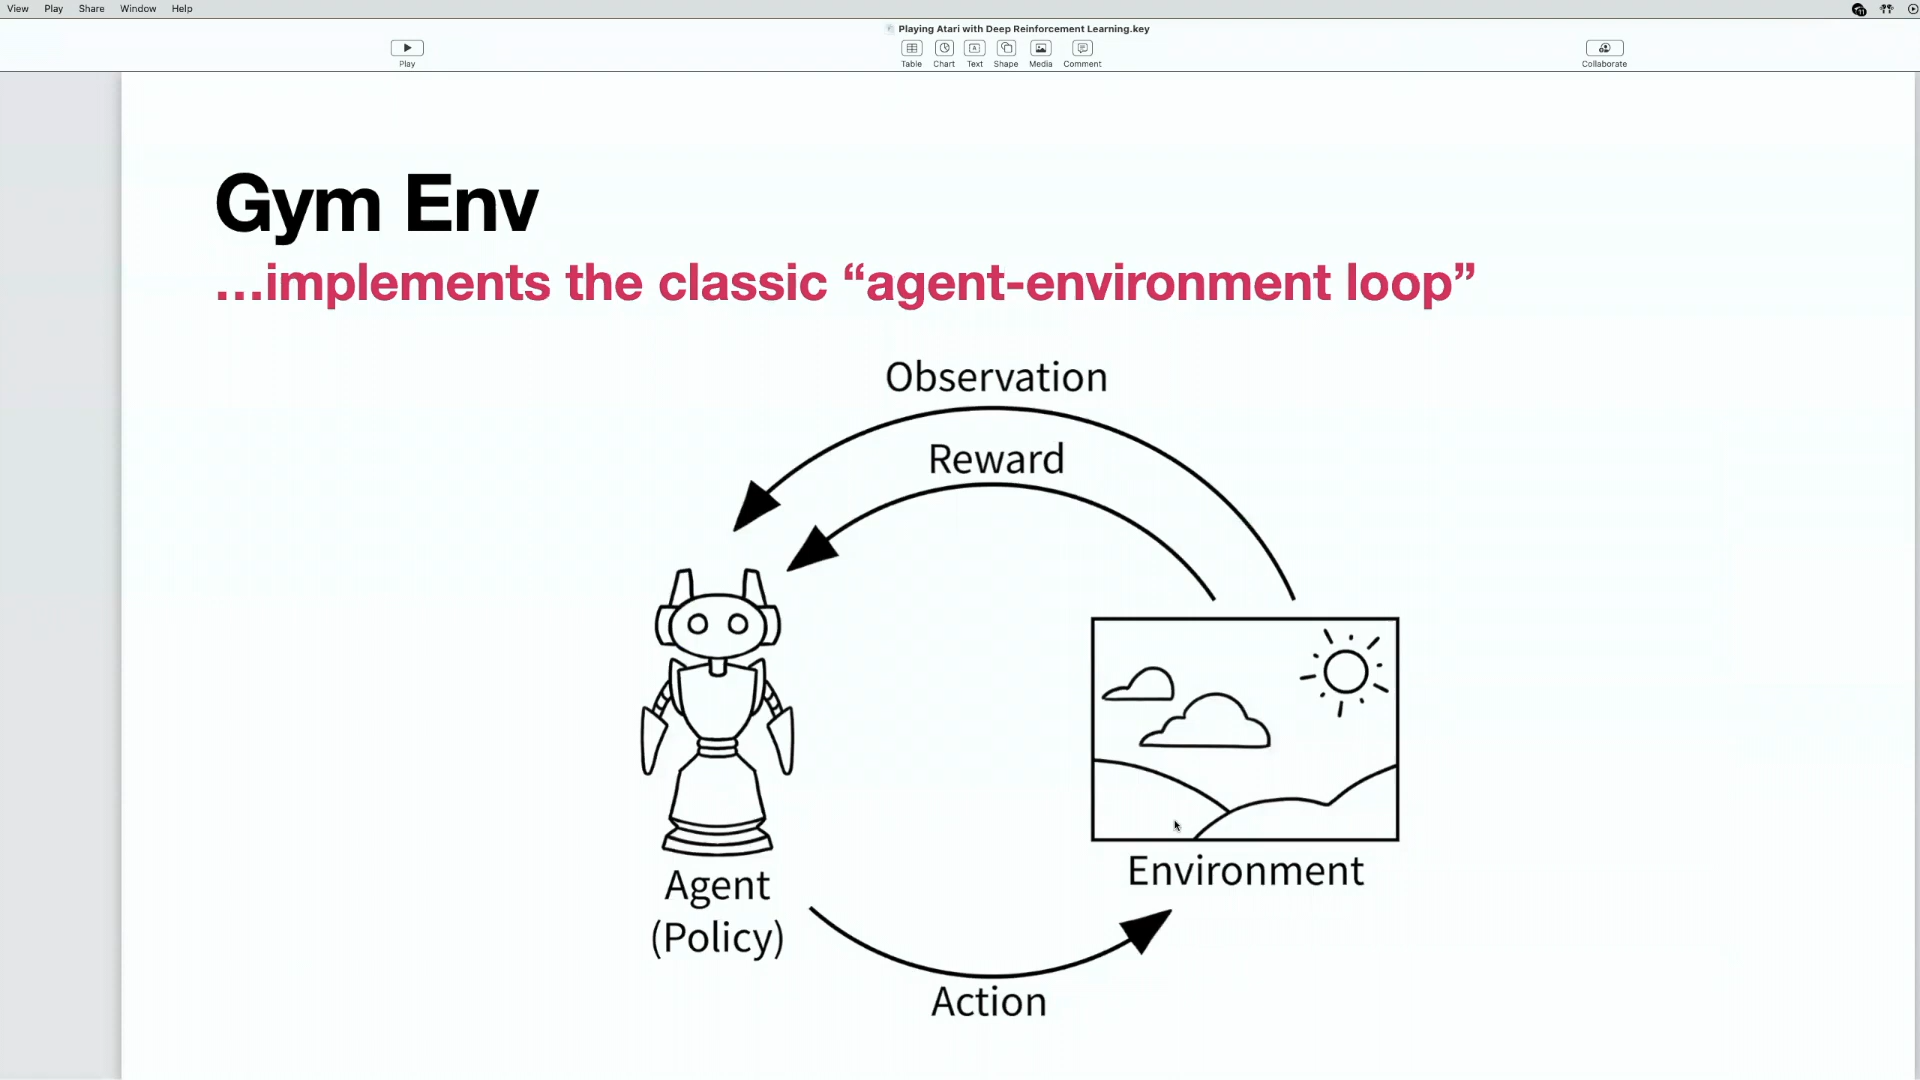 View Play Share Window Help
Playing Atari with Deep Reinforcement Learning.key
Play Table Chart Text Shape Media Comment Collaborate
Gym Env
…implements the classic “agent-environment loop”
Observation
Reward
Agent
(Policy)
Environment
Action